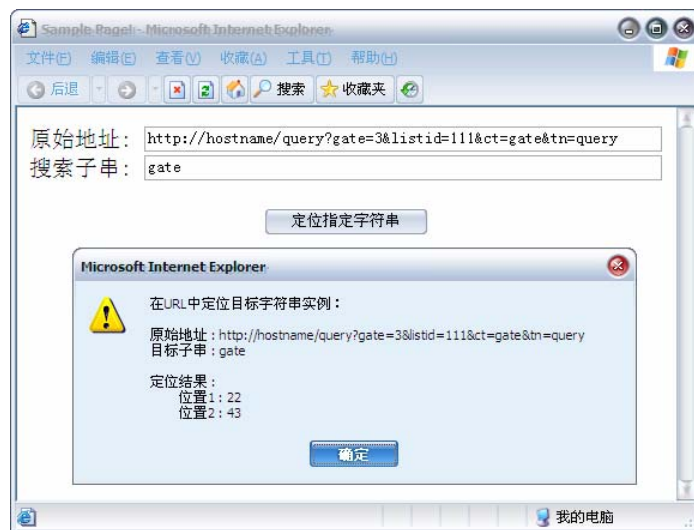 Sample Page! - Microsoft Internet Explorer
文件(F) 编辑(E) 查看(V) 收藏(A) 工具(T) 帮助(H)
后退 搜索 收藏夹
原始地址: http://hostname/query?gate=3&listid=111&ct=gate&tn=query
搜索子串: gate
定位指定字符串
Microsoft Internet Explorer
在URL中定位目标字符串实例：
原始地址：http://hostname/query?gate=3&listid=111&ct=gate&tn=query
目标子串：gate
定位结果：
位置1：22
位置2：43
确定
我的电脑